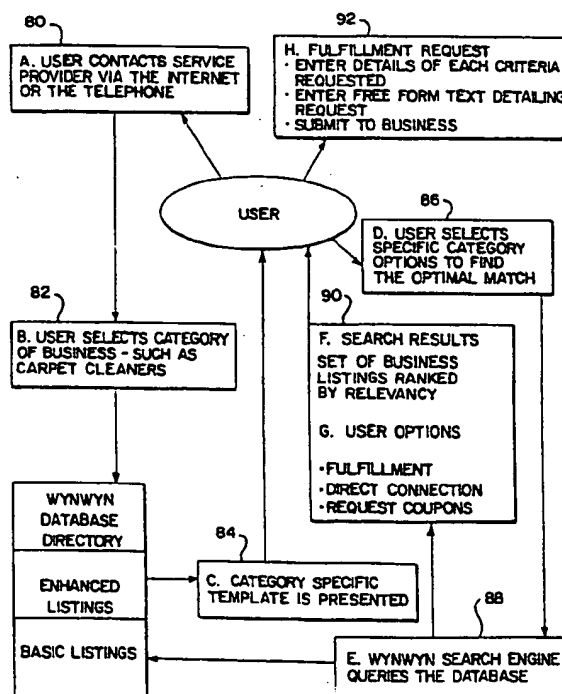 80
A. USER CONTACTS SERVICE
PROVIDER VIA THE INTERNET
OR THE TELEPHONE
92
H. FULFILLMENT REQUEST
• ENTER DETAILS OF EACH CRITERIA
REQUESTED
• ENTER FREE FORM TEXT DETAILING
REQUEST
• SUBMIT TO BUSINESS
USER
86
D. USER SELECTS
SPECIFIC CATEGORY
OPTIONS TO FIND
THE OPTIMAL MATCH
82
B. USER SELECTS CATEGORY
OF BUSINESS - SUCH AS
CARPET CLEANERS
90
F. SEARCH RESULTS
SET OF BUSINESS
LISTINGS RANKED
BY RELEVANCY
G. USER OPTIONS
• FULFILLMENT
• DIRECT CONNECTION
• REQUEST COUPONS
WYNWYN
DATABASE
DIRECTORY
ENHANCED
LISTINGS
BASIC LISTINGS
84
C. CATEGORY SPECIFIC
TEMPLATE IS PRESENTED
88
E. WYNWYN SEARCH ENGINE
QUERIES THE DATABASE